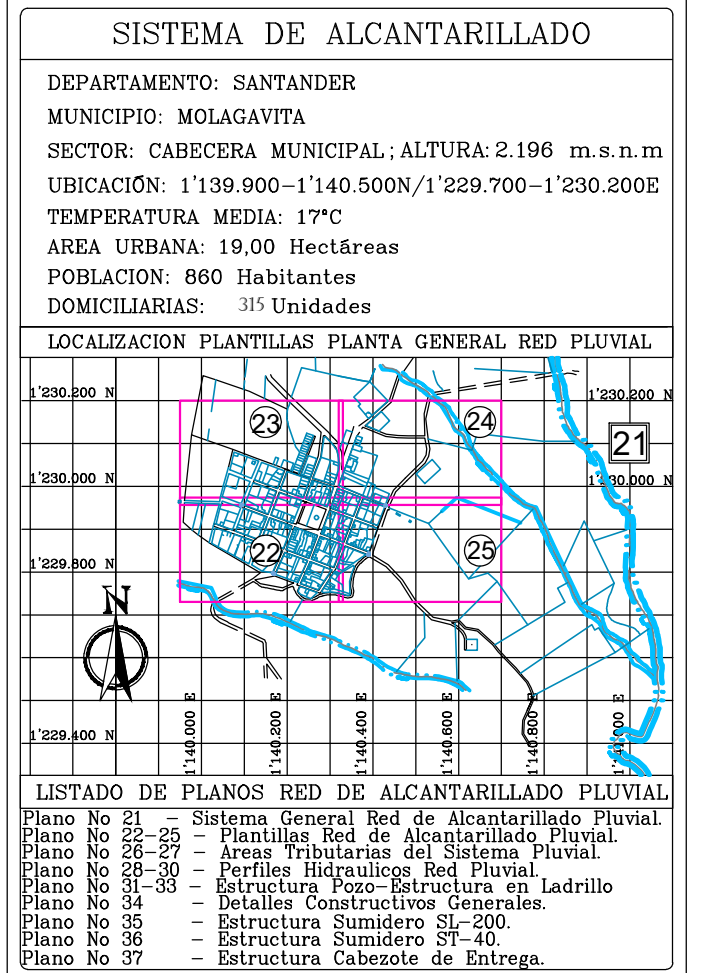 SISTEMA DE ALCANTARILLADO
DEPARTAMENTO: SANTANDER
MUNICIPIO: MOLAGAVITA
SECTOR: CABECERA MUNICIPAL ; ALTURA: 2.196 m.s.n.m
UBICACIÓN: 1'139.900-1'140.500N/1'229.700-1'230.200E
TEMPERATURA MEDIA: 17°C
AREA URBANA: 19,00 Hectáreas
POBLACION: 860 Habitantes
DOMICILIARIAS: 315 Unidades
LOCALIZACION PLANTILLAS PLANTA GENERAL RED PLUVIAL
1'230.200 N
1'230.200 N
23
24
21
1'230.000 N
1'230.000 N
22
25
1'229.800 N
N
1'229.400 N
1'140.000 E
1'140.200 E
1'140.400 E
1'140.600 E
1'140.800 E
LISTADO DE PLANOS RED DE ALCANTARILLADO PLUVIAL
Plano No 21 - Sistema General Red de Alcantarillado Pluvial.
Plano No 22-25 - Plantillas Red de Alcantarillado Pluvial.
Plano No 26-27 - Areas Tributarias del Sistema Pluvial.
Plano No 28-30 - Perfiles Hidraulicos Red Pluvial.
Plano No 31-33 - Estructura Pozo-Estructura en Ladrillo
Plano No 34 - Detalles Constructivos Generales.
Plano No 35 - Estructura Sumidero SL-200.
Plano No 36 - Estructura Sumidero ST-40.
Plano No 37 - Estructura Cabezote de Entrega.